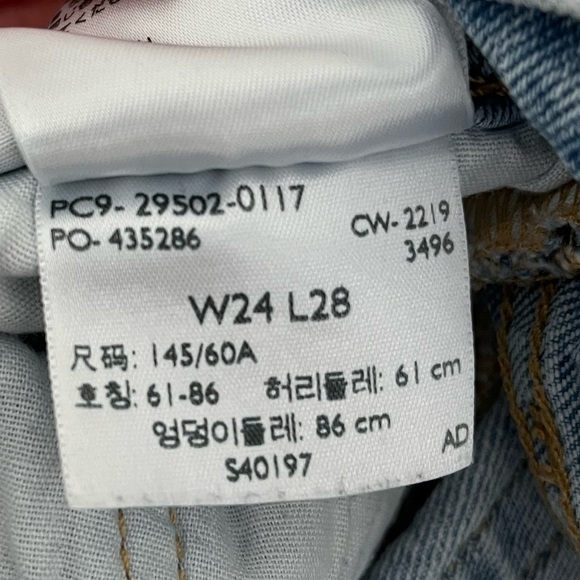 PC9- 29502-0117
PO- 435286
CW- 2219
3496
W24 L28
尺码: 145/60A
호칭: 61-86 허리둘레: 61 cm
엉덩이둘레: 86 cm
S40197
AD